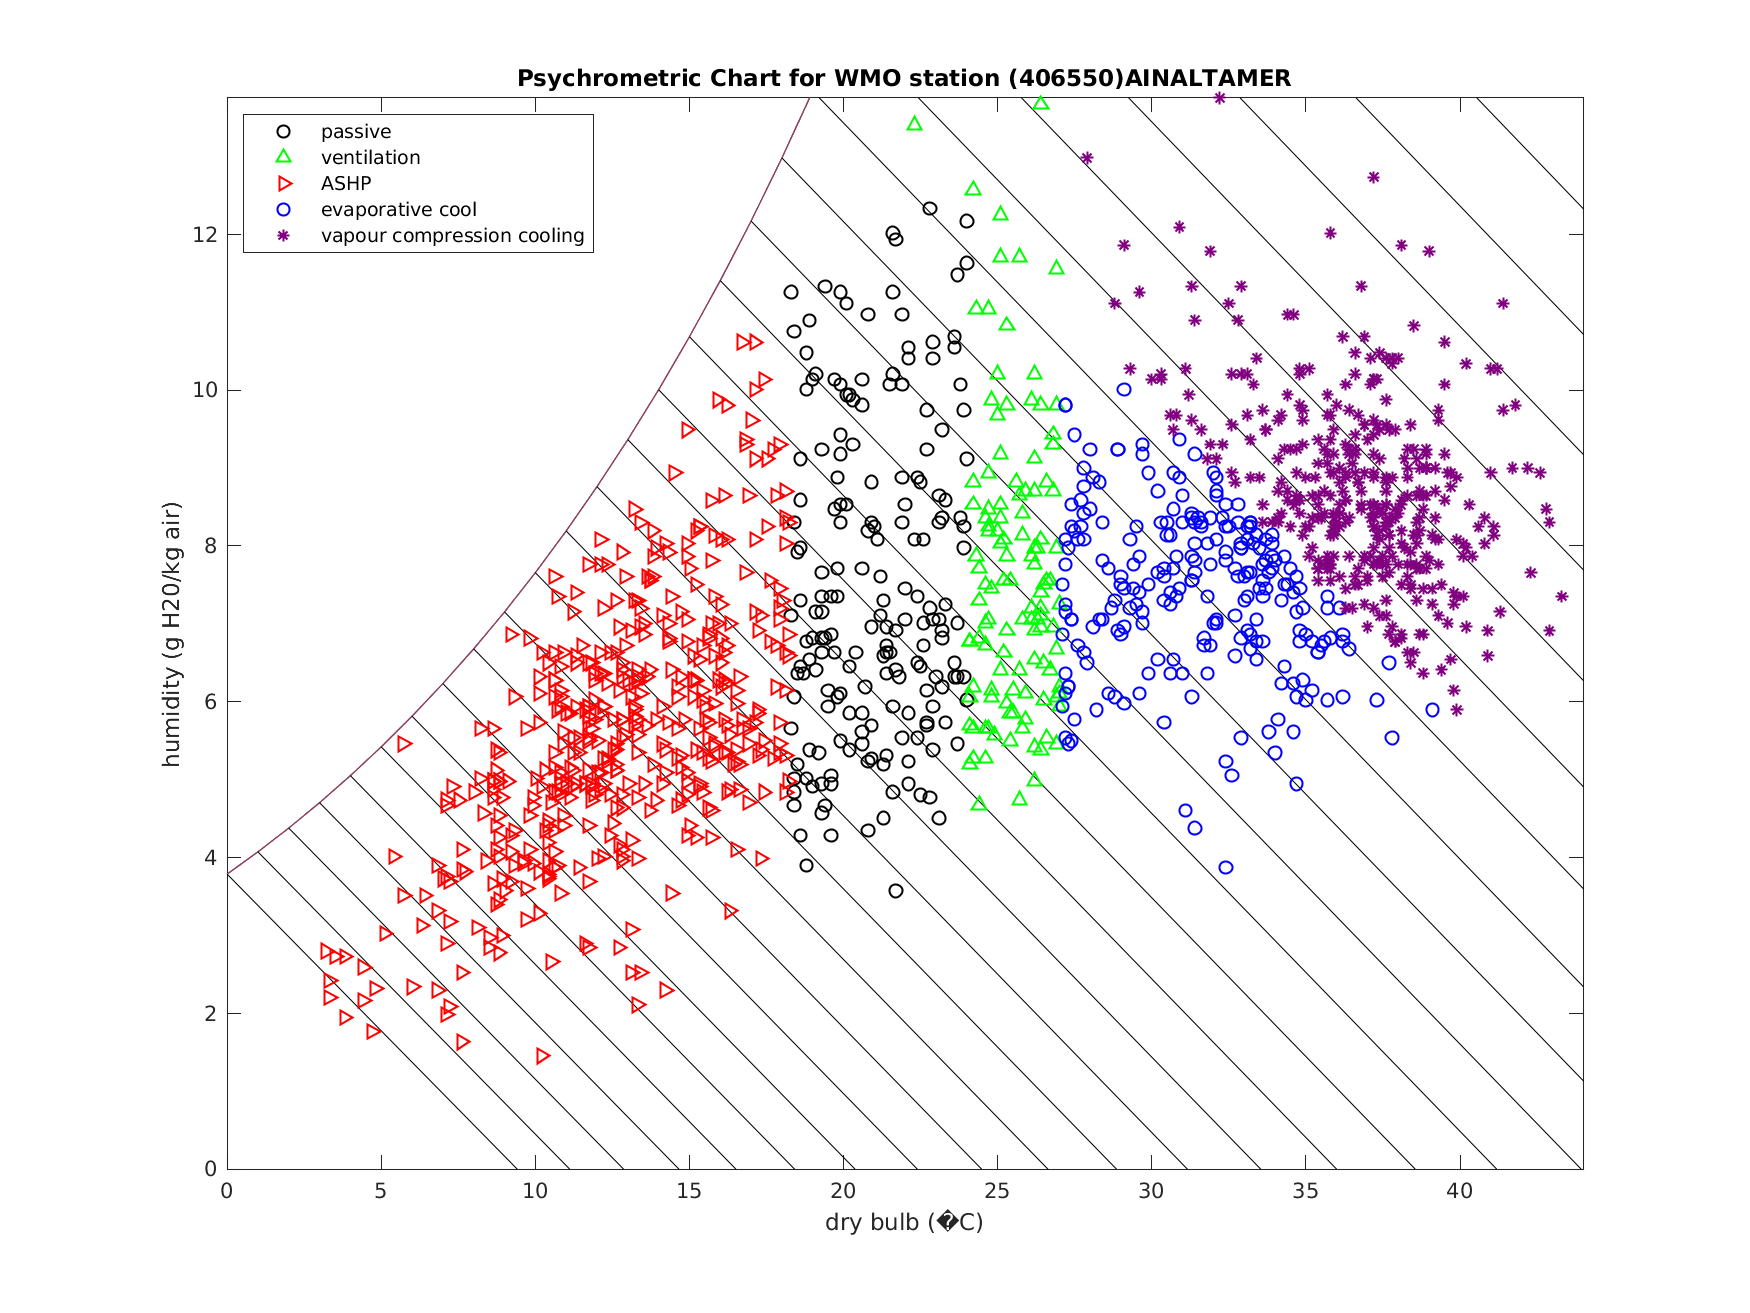 Psychrometric Chart for WMO station (406550)AINALTAMER
passive
ventilation
ASHP
evaporative cool
vapour compression cooling
humidity (g H20/kg air)
12
10
8
6
4
2
0
0 5 10 15 20 25 30 35 40
dry bulb (�C)